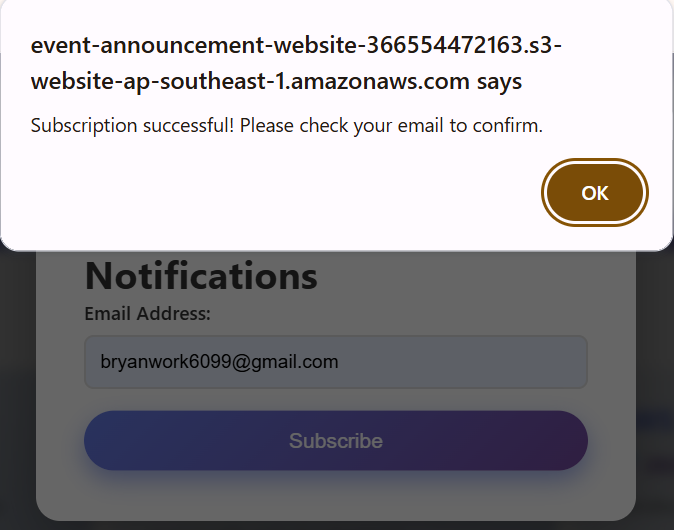 event-announcement-website-366554472163.s3-
website-ap-southeast-1.amazonaws.com says
Subscription successful! Please check your email to confirm.
OK
Notifications
Email Address:
bryanwork6099@gmail.com
Subscribe